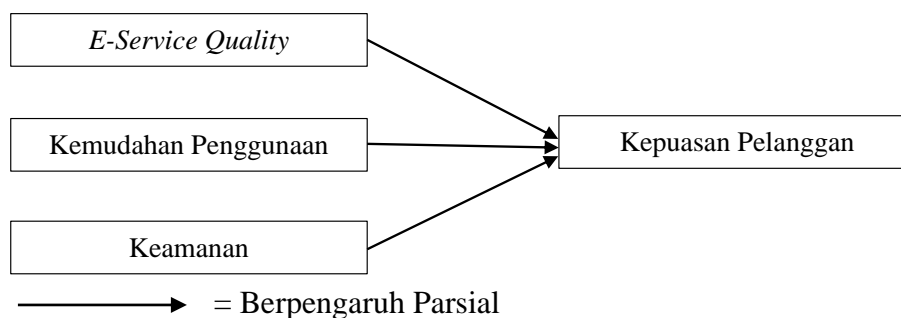 E-Service Quality
Kemudahan Penggunaan
Kepuasan Pelanggan
Keamanan
= Berpengaruh Parsial